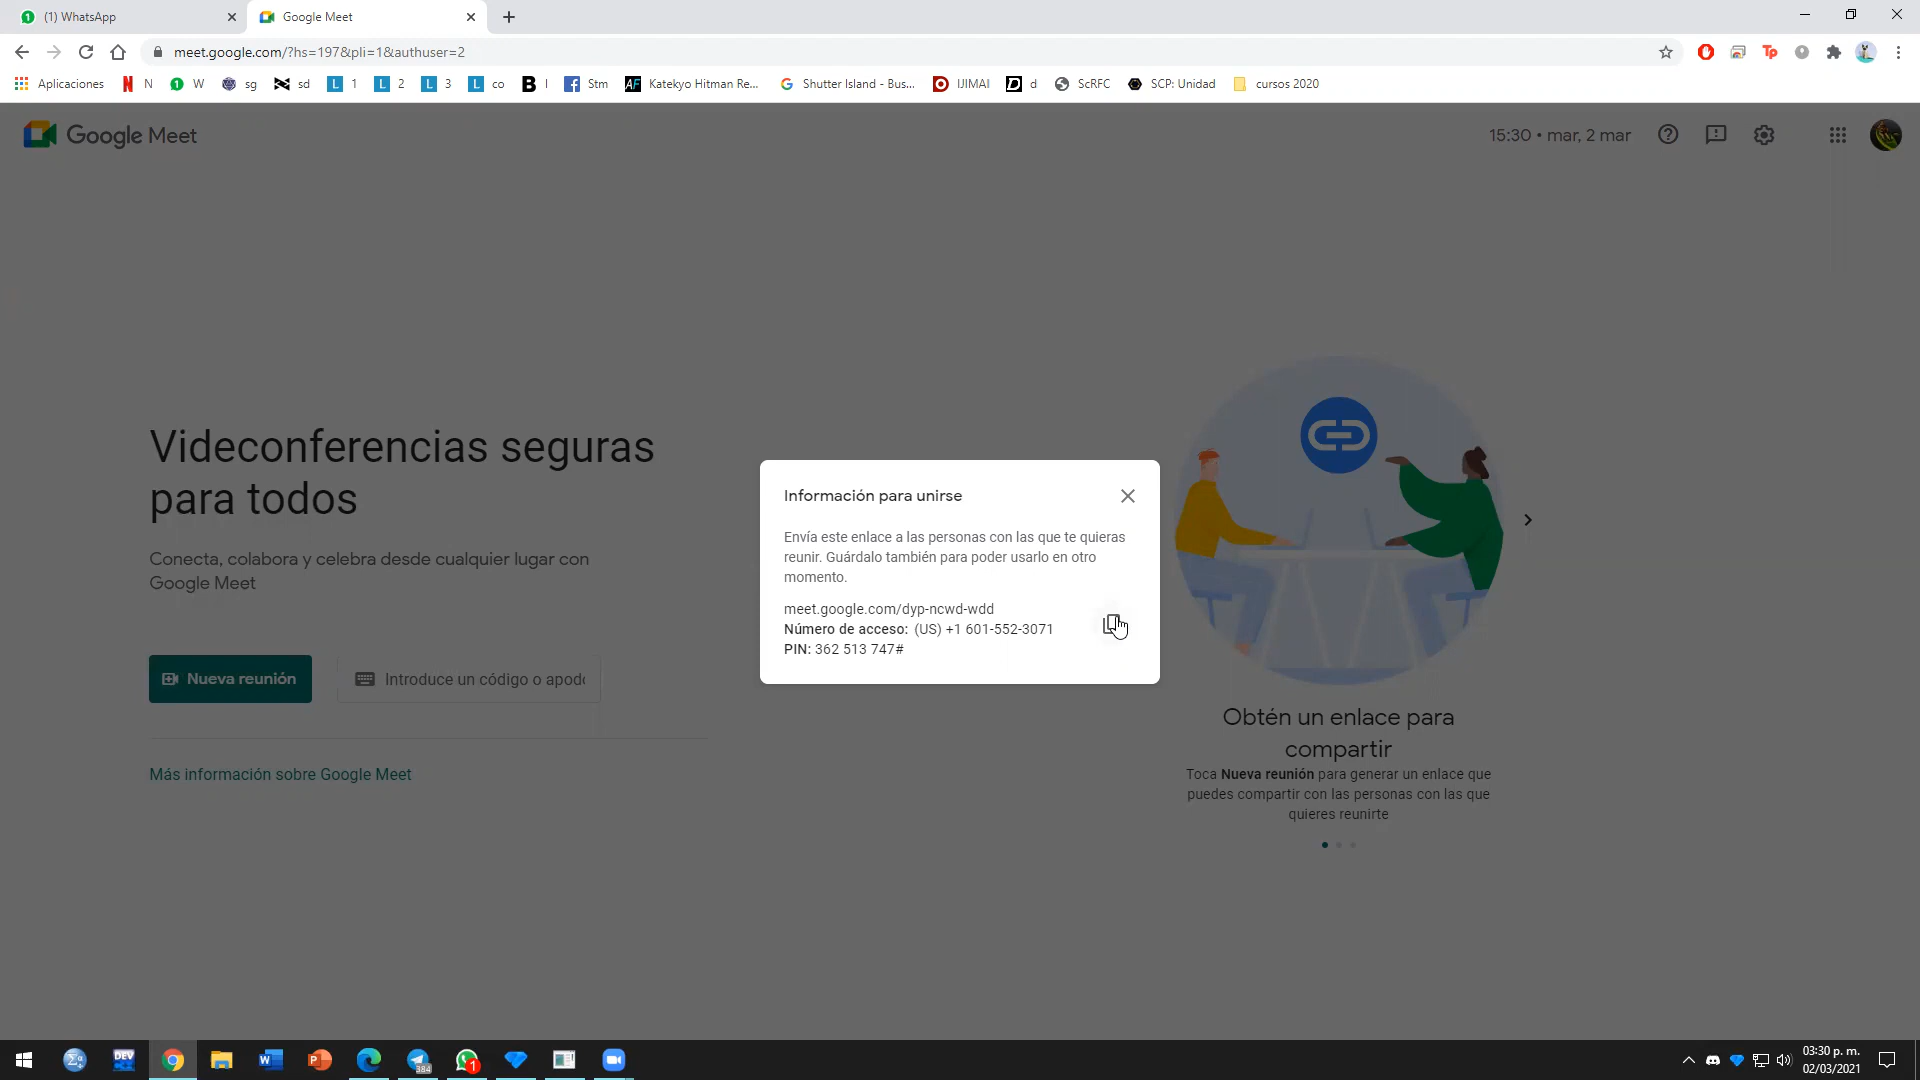 (1) WhatsApp
Google Meet
meet.google.com/?hs=197&pli=1&authuser=2
Aplicaciones N W sg sd 1 2 3 co I Stm Katekyo Hitman Re... Shutter Island - Bus... IJIMAI d ScRFC SCP: Unidad cursos 2020
Google Meet
15:30 • mar, 2 mar
Videconferencias seguras
para todos
Conecta, colabora y celebra desde cualquier lugar con
Google Meet
Nueva reunión
Introduce un código o apodo
Más información sobre Google Meet
Información para unirse
Envía este enlace a las personas con las que te quieras
reunir. Guárdalo también para poder usarlo en otro
momento.
meet.google.com/dyp-ncwd-wdd
Número de acceso: (US) +1 601-552-3071
PIN: 362 513 747#
Obtén un enlace para
compartir
Toca Nueva reunión para generar un enlace que
puedes compartir con las personas con las que
quieres reunirte
DEV
384
1
03:30 p. m.
02/03/2021